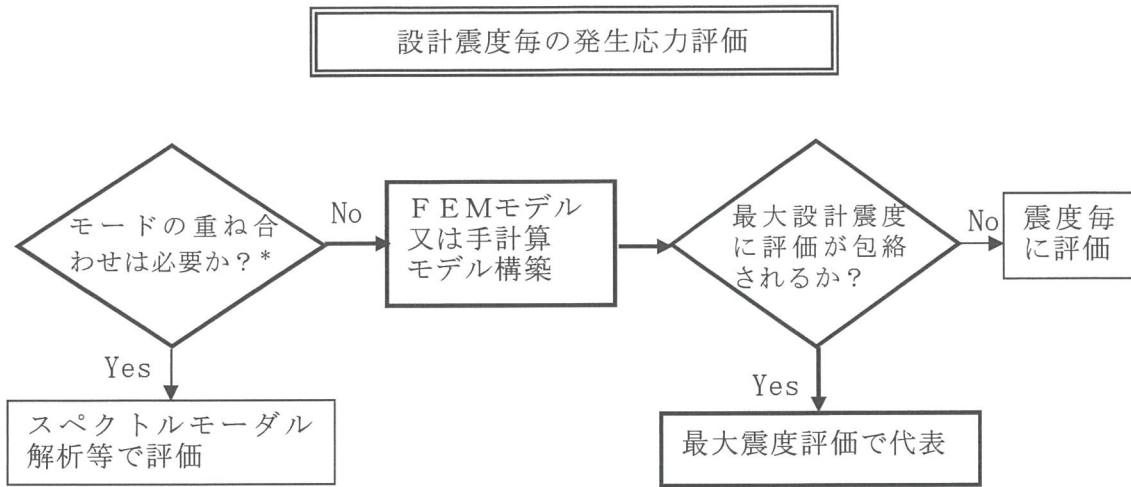 設計震度毎の発生応力評価
モードの重ね合
わせは必要か？*
No
ＦＥＭモデル
又は手計算
モデル構築
最大設計震度
に評価が包絡
されるか？
No
震度毎
に評価
Yes
スペクトルモーダル
解析等で評価
Yes
最大震度評価で代表